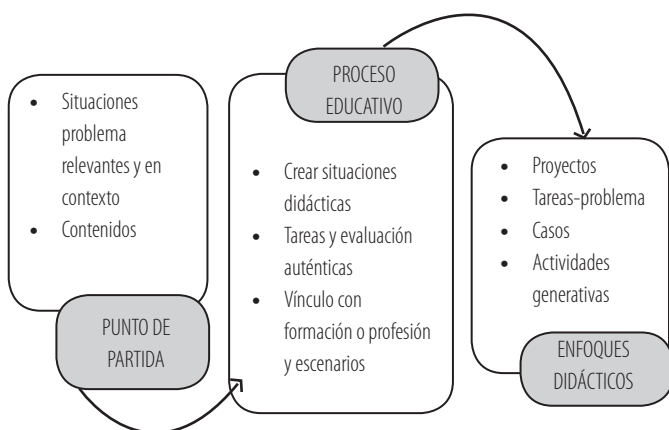 • Situaciones
problema
relevantes y en
contexto
• Contenidos
PUNTO DE
PARTIDA
PROCESO
EDUCATIVO
• Crear situaciones
didácticas
• Tareas y evaluación
auténticas
• Vínculo con
formación o profesión
y escenarios
• Proyectos
• Tareas-problema
• Casos
• Actividades
generativas
ENFOQUES
DIDÁCTICOS